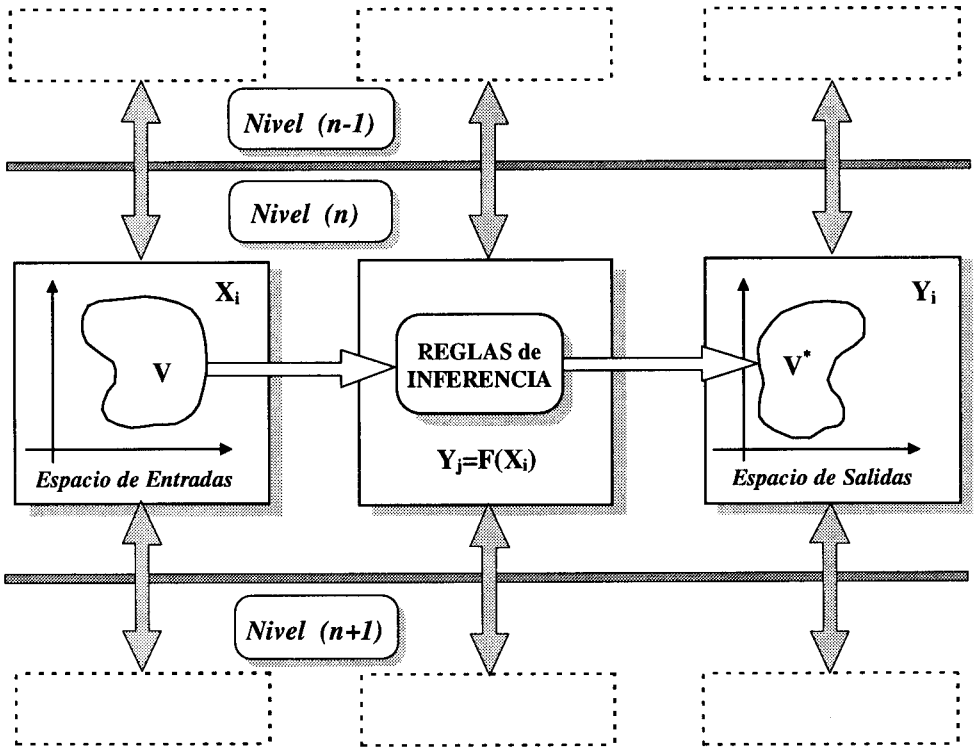 Nivel (n-1)
Nivel (n)
Xi
V
Espacio de Entradas
REGLAS de
INFERENCIA
Yj=F(Xi)
Yi
V*
Espacio de Salidas
Nivel (n+1)